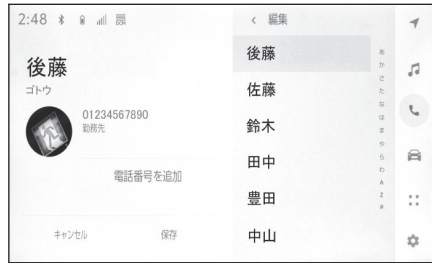 2:48
後藤
ゴトウ
01234567890
勤務先
電話番号を追加
キャンセル
保存
< 編集
後藤
佐藤
鈴木
田中
豊田
中山
あ
か
さ
た
な
は
ま
や
ら
わ
A
Z
#